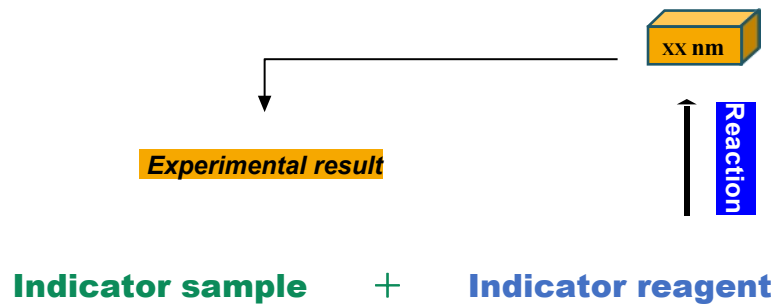 xx nm
Experimental result
Reaction
Indicator sample + Indicator reagent